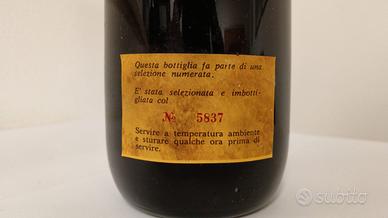 Questa bottiglia fa parte di una
selezione numerata.
E' stata selezionata e imbotti-
gliata col
№ 5837
Servire a temperatura ambiente
e sturare qualche ora prima di
servire.
subito